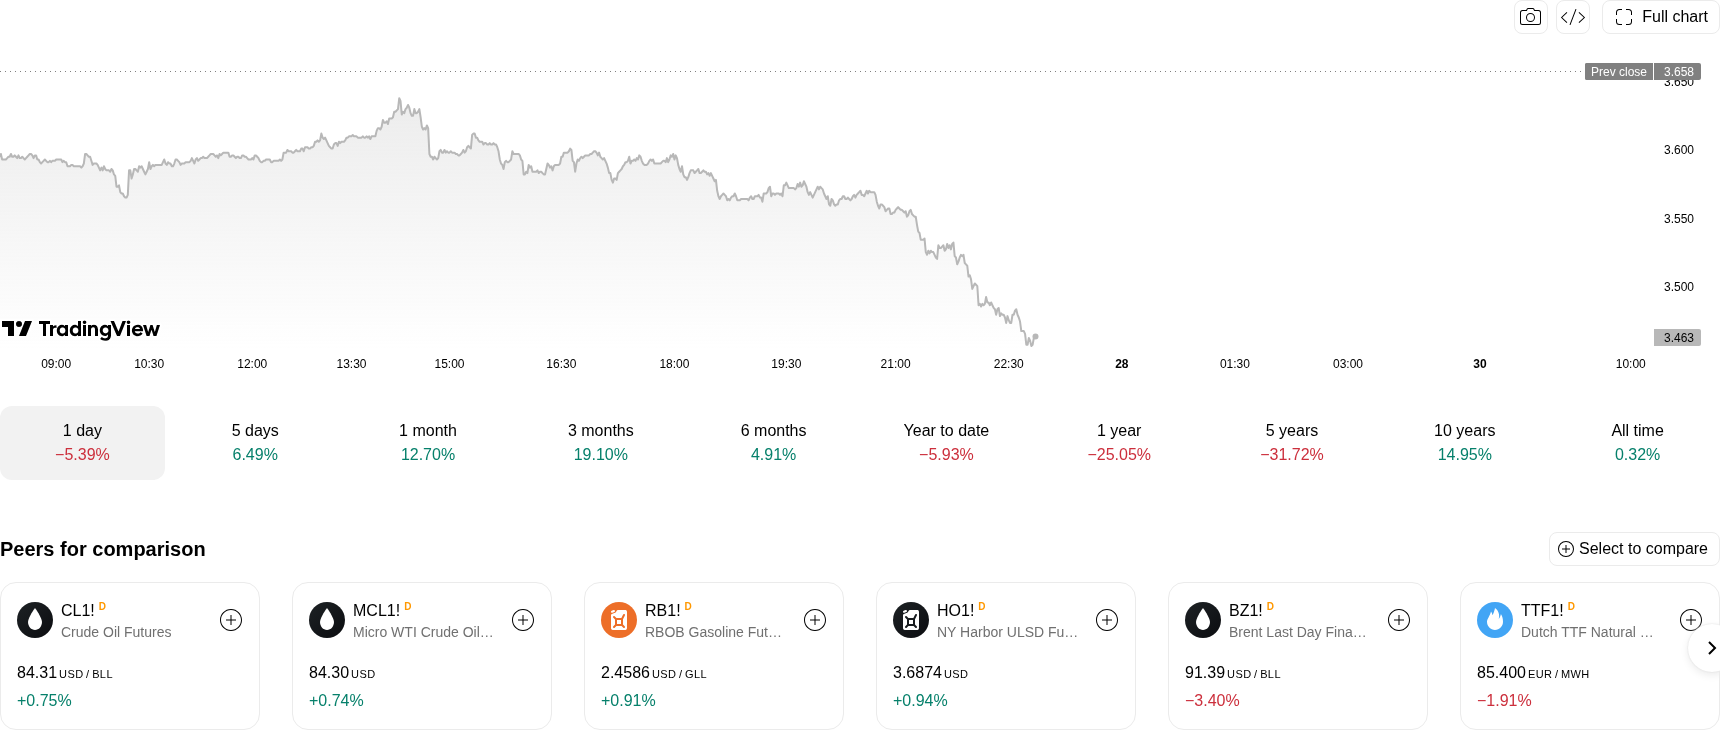 Full chart
Prev close 3.658
3.650
3.600
3.550
3.500
3.463
TradingView
09:00 10:30 12:00 13:30 15:00 16:30 18:00 19:30 21:00 22:30 28 01:30 03:00 30 10:00
1 day 5 days 1 month 3 months 6 months Year to date 1 year 5 years 10 years All time
−5.39% 6.49% 12.70% 19.10% 4.91% −5.93% −25.05% −31.72% 14.95% 0.32%
Peers for comparison
Select to compare
CL1! D
Crude Oil Futures
84.31 USD / BLL
+0.75%
MCL1! D
Micro WTI Crude Oil…
84.30 USD
+0.74%
RB1! D
RBOB Gasoline Fut…
2.4586 USD / GLL
+0.91%
HO1! D
NY Harbor ULSD Fu…
3.6874 USD
+0.94%
BZ1! D
Brent Last Day Fina…
91.39 USD / BLL
−3.40%
TTF1! D
Dutch TTF Natural …
85.400 EUR / MWH
−1.91%